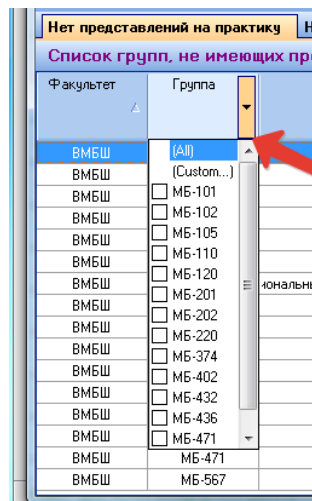 Нет представлений на практику
Список групп, не имеющих
Факультет Группа
ВМБШ (All)
ВМБШ (Custom...)
ВМБШ МБ-101
ВМБШ МБ-102
ВМБШ МБ-105
ВМБШ МБ-110
ВМБШ МБ-120
ВМБШ МБ-201
ВМБШ МБ-202
ВМБШ МБ-220
ВМБШ МБ-374
ВМБШ МБ-402
ВМБШ МБ-432
ВМБШ МБ-436
ВМБШ МБ-471
ВМБШ МБ-471
ВМБШ МБ-567